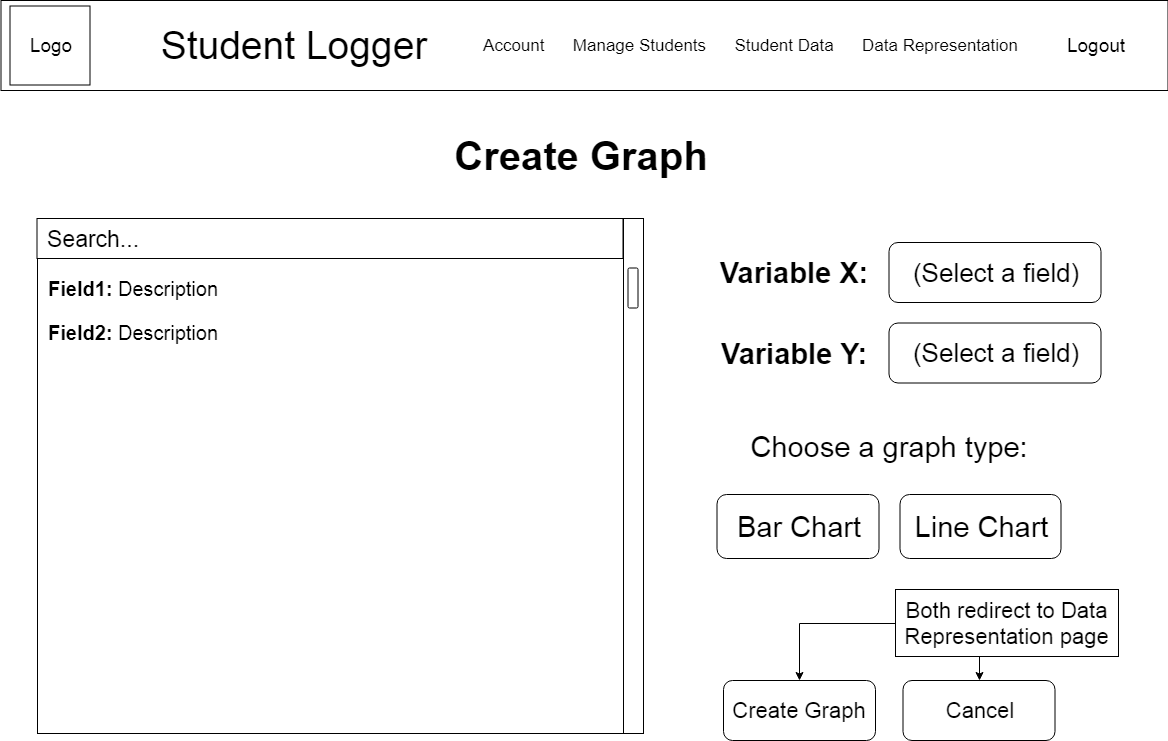 Logo
Student Logger
Account
Manage Students
Student Data
Data Representation
Logout
Create Graph
Search...
Field1: Description
Field2: Description
Variable X:
(Select a field)
Variable Y:
(Select a field)
Choose a graph type:
Bar Chart
Line Chart
Both redirect to Data
Representation page
Create Graph
Cancel